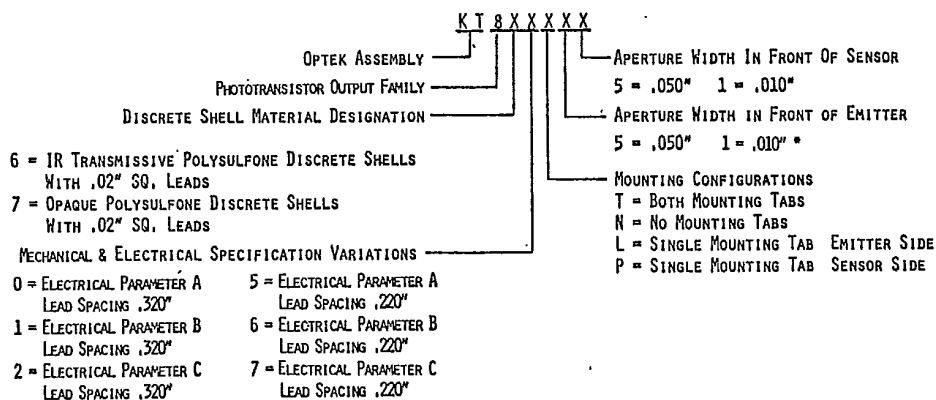 K T 8 X X X X X
OPTEK ASSEMBLY
PHOTOTRANSISTOR OUTPUT FAMILY
DISCRETE SHELL MATERIAL DESIGNATION
6 = IR TRANSMISSIVE POLYSULFONE DISCRETE SHELLS
WITH .02" SQ. LEADS
7 = OPAQUE POLYSULFONE DISCRETE SHELLS
WITH .02" SQ. LEADS
MECHANICAL & ELECTRICAL SPECIFICATION VARIATIONS
0 = ELECTRICAL PARAMETER A
LEAD SPACING .320"
1 = ELECTRICAL PARAMETER B
LEAD SPACING .320"
2 = ELECTRICAL PARAMETER C
LEAD SPACING .320"
5 = ELECTRICAL PARAMETER A
LEAD SPACING .220"
6 = ELECTRICAL PARAMETER B
LEAD SPACING .220"
7 = ELECTRICAL PARAMETER C
LEAD SPACING .220"
APERTURE WIDTH IN FRONT OF SENSOR
5 = .050" 1 = .010"
APERTURE WIDTH IN FRONT OF EMITTER
5 = .050" 1 = .010" *
MOUNTING CONFIGURATIONS
T = BOTH MOUNTING TABS
N = NO MOUNTING TABS
L = SINGLE MOUNTING TAB EMITTER SIDE
P = SINGLE MOUNTING TAB SENSOR SIDE